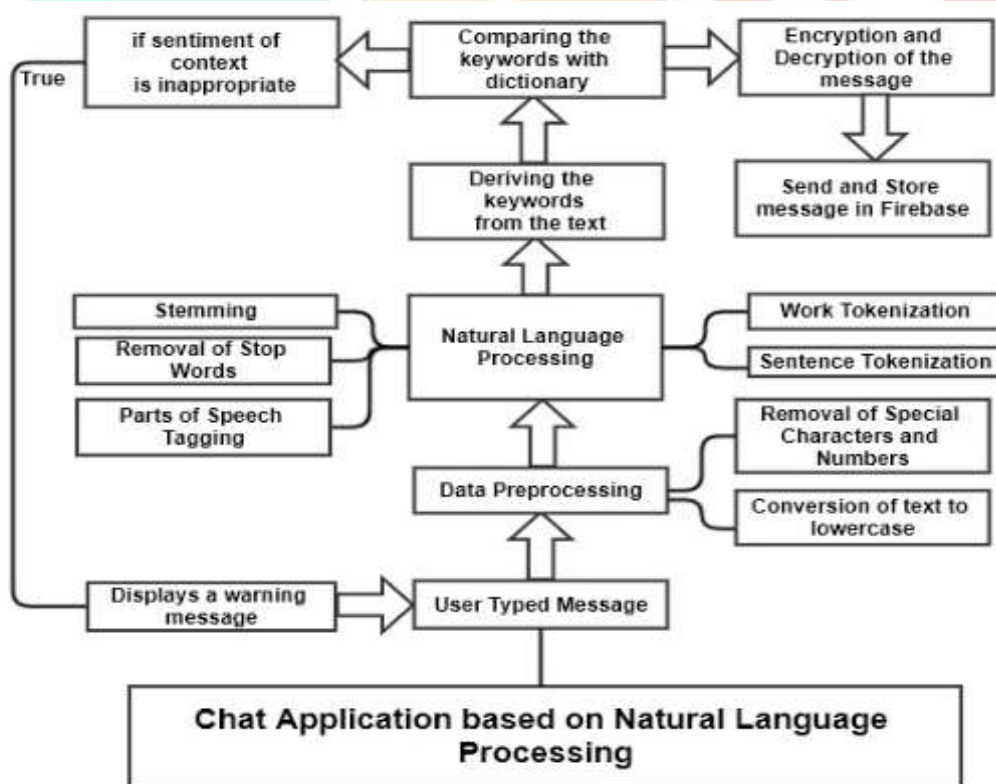 if sentiment of
context
is inappropriate
Comparing the
keywords with
dictionary
Encryption and
Decryption of the
message
True
Deriving the
keywords
from the text
Send and Store
message in Firebase
Stemming
Removal of Stop
Words
Parts of Speech
Tagging
Natural Language
Processing
Work Tokenization
Sentence Tokenization
Removal of Special
Characters and
Numbers
Data Preprocessing
Conversion of text to
lowercase
Displays a warning
message
User Typed Message
Chat Application based on Natural Language
Processing